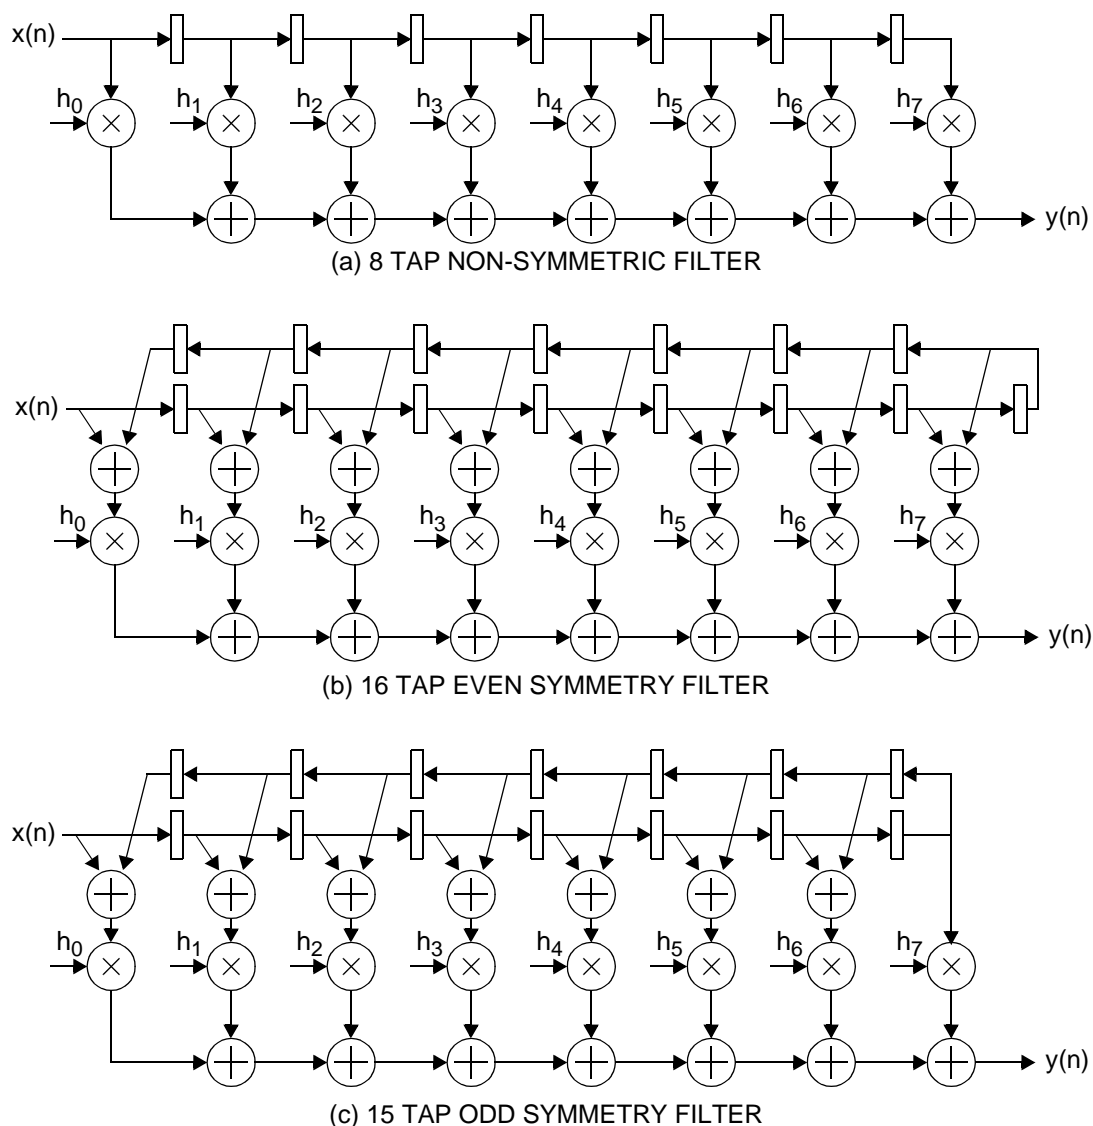 x(n)
h0 h1 h2 h3 h4 h5 h6 h7
y(n)
(a) 8 TAP NON-SYMMETRIC FILTER
x(n)
h0 h1 h2 h3 h4 h5 h6 h7
y(n)
(b) 16 TAP EVEN SYMMETRY FILTER
x(n)
h0 h1 h2 h3 h4 h5 h6 h7
y(n)
(c) 15 TAP ODD SYMMETRY FILTER